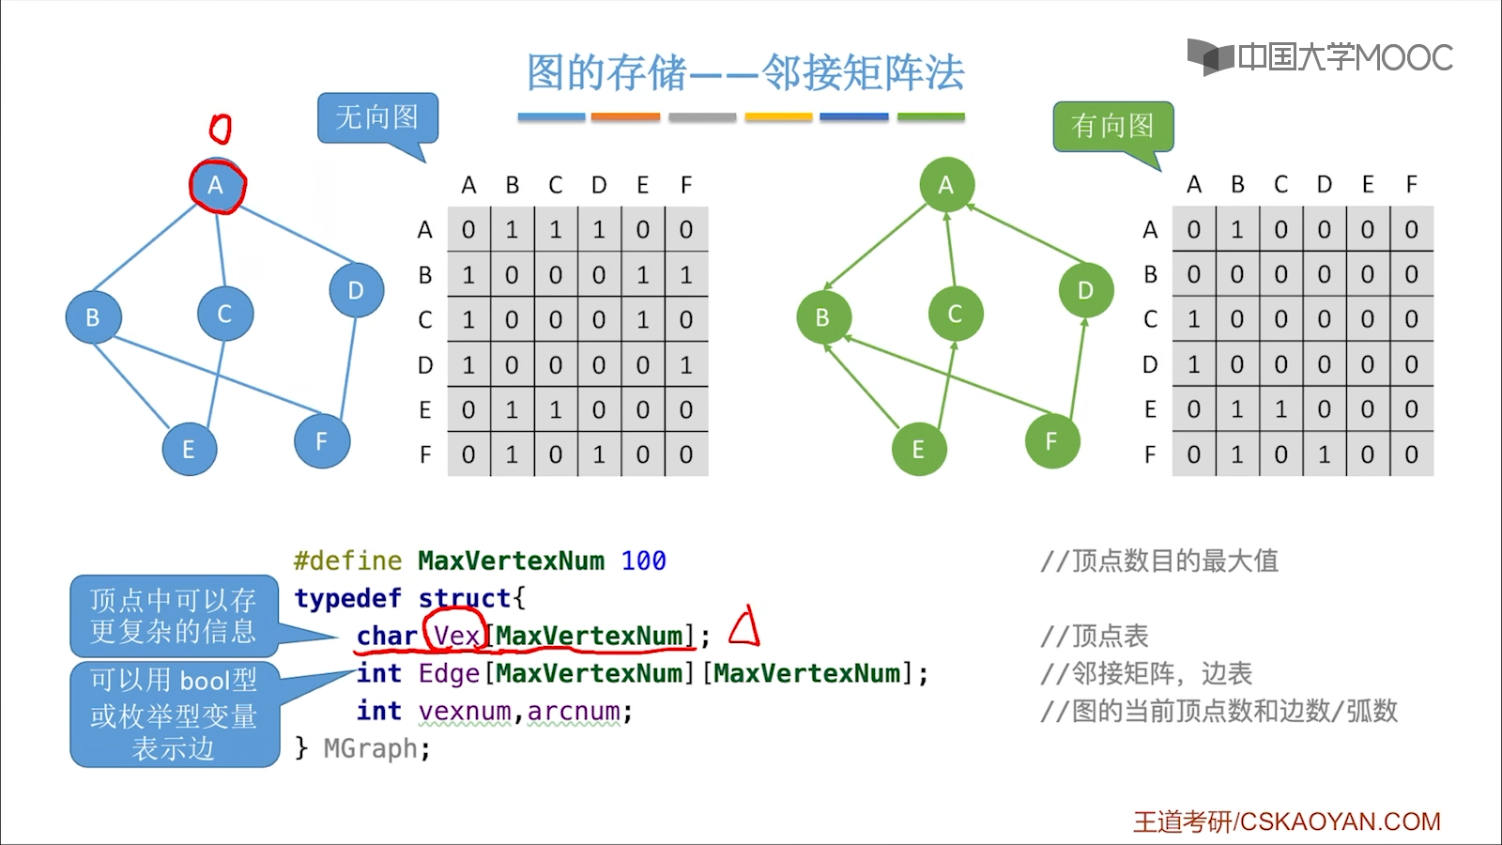 图的存储——邻接矩阵法
中国大学MOOC
无向图
有向图
0
A
B
C
D
E
F
A B C D E F
A 0 1 1 1 0 0
B 1 0 0 0 1 1
C 1 0 0 0 1 0
D 1 0 0 0 0 1
E 0 1 1 0 0 0
F 0 1 0 1 0 0
A
B
C
D
E
F
A B C D E F
A 0 1 0 0 0 0
B 0 0 0 0 0 0
C 1 0 0 0 0 0
D 1 0 0 0 0 0
E 0 1 1 0 0 0
F 0 1 0 1 0 0
顶点中可以存
更复杂的信息
可以用 bool型
或枚举型变量
表示边
#define MaxVertexNum 100 //顶点数目的最大值
typedef struct{
char Vex[MaxVertexNum]; //顶点表
int Edge[MaxVertexNum][MaxVertexNum]; //邻接矩阵，边表
int vexnum,arcnum; //图的当前顶点数和边数/弧数
} MGraph;
王道考研/CSKAOYAN.COM